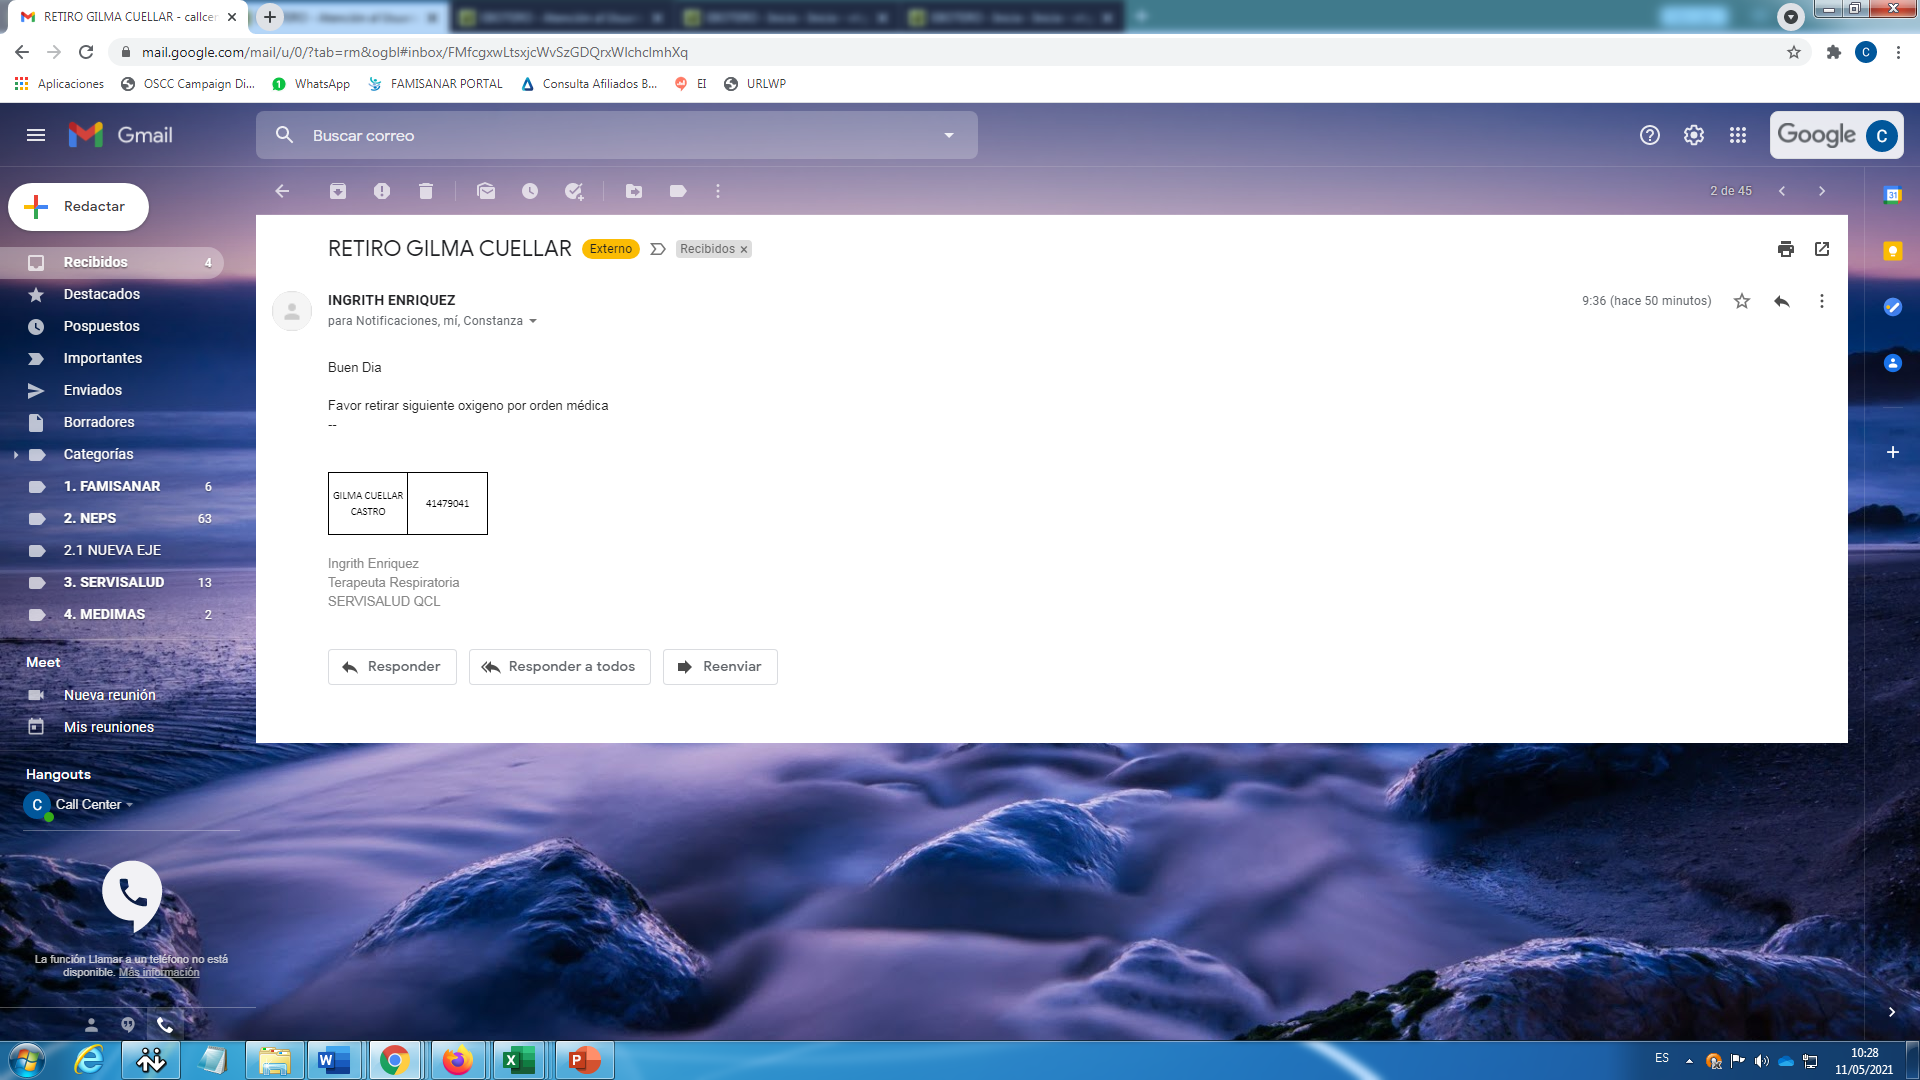 RETIRO GILMA CUELLAR - callcen
mail.google.com/mail/u/0/?tab=rm&ogbl#inbox/FMfcgxwLtsxjcWvSzGDQrxWlchclmhXq
C
Aplicaciones
OSCC Campaign Di...
1
WhatsApp
FAMISANAR PORTAL
Consulta Afiliados B...
EI
URLWP
Gmail
Buscar correo
Google
C
Redactar
2 de 45
31
RETIRO GILMA CUELLAR
Externo
Recibidos
Recibidos 4
Destacados
Pospuestos
Importantes
Enviados
Borradores
Categorías
1. FAMISANAR 6
2. NEPS 63
2.1 NUEVA EJE
3. SERVISALUD 13
4. MEDIMAS 2
INGRITH ENRIQUEZ
9:36 (hace 50 minutos)
para Notificaciones, mí, Constanza
Buen Dia
Favor retirar siguiente oxigeno por orden médica
--
GILMA CUELLAR
CASTRO
41479041
Ingrith Enriquez
Terapeuta Respiratoria
SERVISALUD QCL
Responder
Responder a todos
Reenviar
Meet
Nueva reunión
Mis reuniones
Hangouts
C
Call Center
La función Llamar a un teléfono no está
disponible. Más información
ES
10:28
11/05/2021